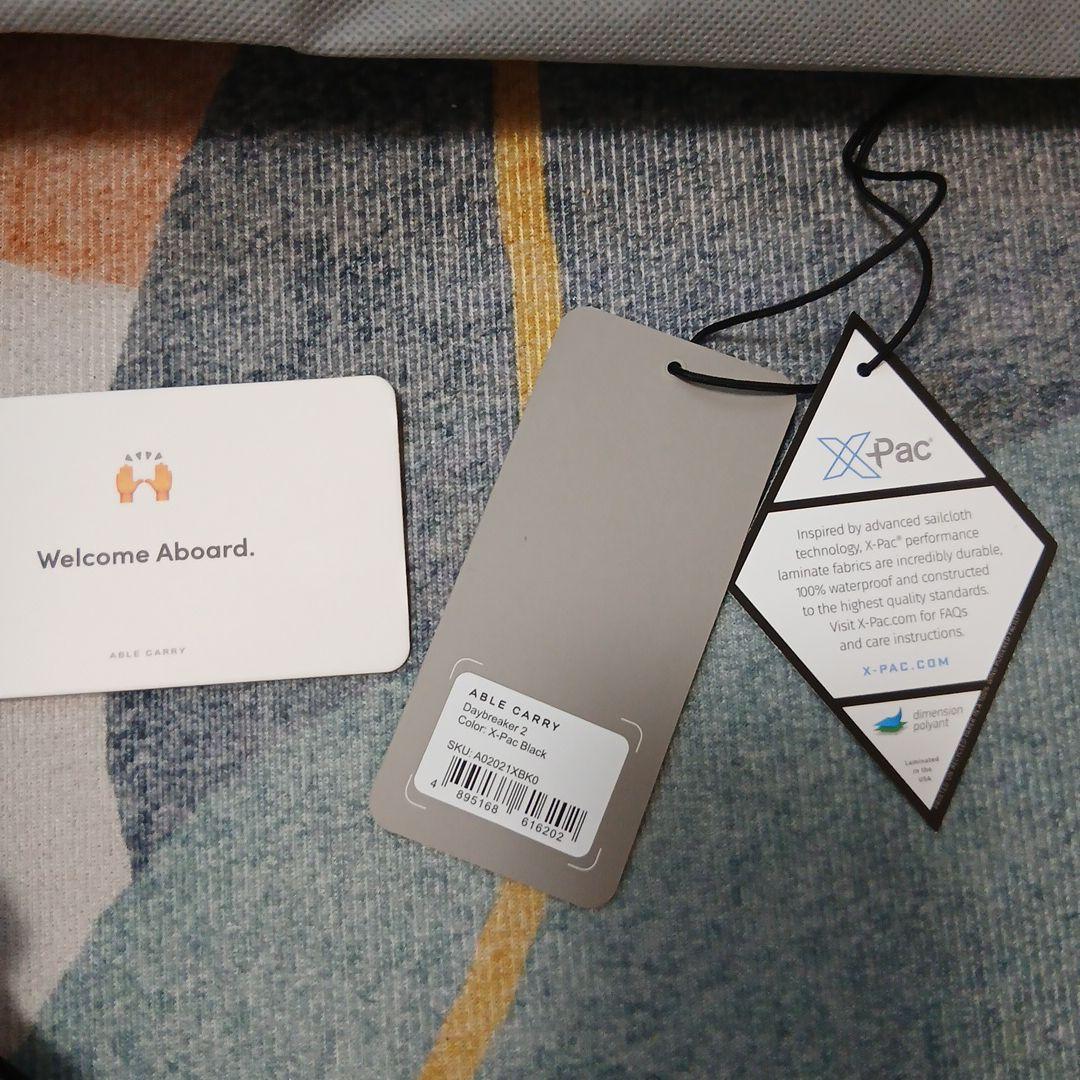 Welcome Aboard.
ABLE CARRY
ABLE CARRY
Daybreaker 2
Color: X-Pac Black
SKU: A02021XBK0
4 895168 616202
X-Pac®
Inspired by advanced sailcloth
technology, X-Pac® performance
laminate fabrics are incredibly durable,
100% waterproof and constructed
to the highest quality standards.
Visit X-Pac.com for FAQs
and care instructions.
X-PAC.COM
dimension
polyant
Laminated
in the
USA